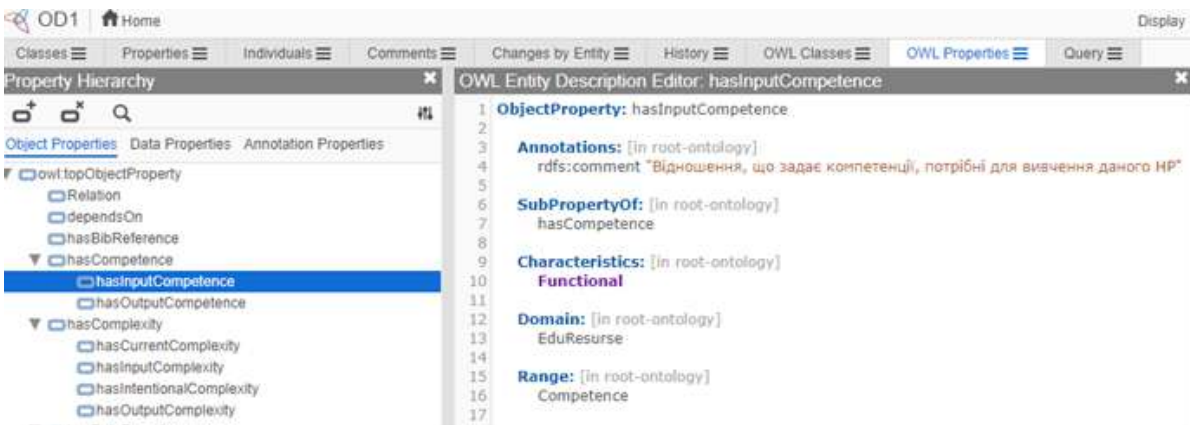 OD1 Home Display
Classes Properties Individuals Comments Changes by Entity History OWL Classes OWL Properties Query
Property Hierarchy
Object Properties Data Properties Annotation Properties
owl:topObjectProperty
Relation
dependsOn
hasBibReference
hasCompetence
hasInputCompetence
hasOutputCompetence
hasComplexity
hasCurrentComplexity
hasInputComplexity
hasIntentionalComplexity
hasOutputComplexity
OWL Entity Description Editor: hasInputCompetence
1 ObjectProperty: hasInputCompetence
2
3 Annotations: [in root-ontology]
4 rdfs:comment "Відношення, що задає компетенції, потрібні для вивчення даного НР"
5
6 SubPropertyOf: [in root-ontology]
7 hasCompetence
8
9 Characteristics: [in root-ontology]
10 Functional
11
12 Domain: [in root-ontology]
13 EduResurse
14
15 Range: [in root-ontology]
16 Competence
17